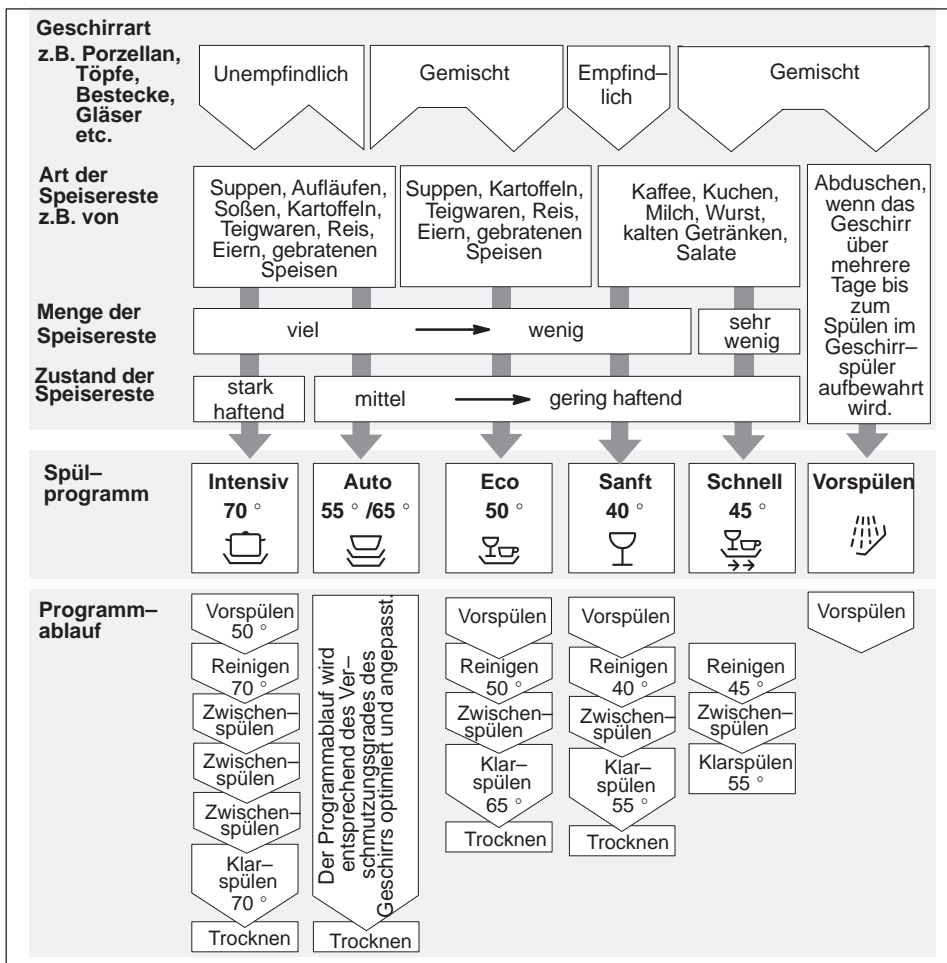 Geschirrart
z.B. Porzellan,
Töpfe,
Bestecke,
Gläser
etc.
Unempfindlich
Gemischt
Empfind–
lich
Gemischt
Art der
Speisereste
z.B. von
Suppen, Aufläufen,
Soßen, Kartoffeln,
Teigwaren, Reis,
Eiern, gebratenen
Speisen
Suppen, Kartoffeln,
Teigwaren, Reis,
Eiern, gebratenen
Speisen
Kaffee, Kuchen,
Milch, Wurst,
kalten Getränken,
Salate
Abduschen,
wenn das
Geschirr
über
mehrere
Tage bis
zum
Spülen im
Geschirr–
spüler
aufbewahrt
wird.
Menge der
Speisereste
viel
wenig
sehr
wenig
Zustand der
Speisereste
stark
haftend
mittel
gering haftend
Spül–
programm
Intensiv
70 °
Auto
55 ° /65 °
Eco
50 °
Sanft
40 °
Schnell
45 °
Vorspülen
Programm–
ablauf
Vorspülen
50 °
Reinigen
70 °
Zwischen–
spülen
Zwischen–
spülen
Zwischen–
spülen
Klar–
spülen
70 °
Trocknen
Der Programmablauf wird
entsprechend des Ver–
schmutzungsgrades des
Geschirrs optimiert und angepasst.
Trocknen
Vorspülen
Reinigen
50 °
Zwischen–
spülen
Klar–
spülen
65 °
Trocknen
Vorspülen
Reinigen
40 °
Zwischen–
spülen
Klar–
spülen
55 °
Trocknen
Reinigen
45 °
Zwischen–
spülen
Klarspülen
55 °
Vorspülen